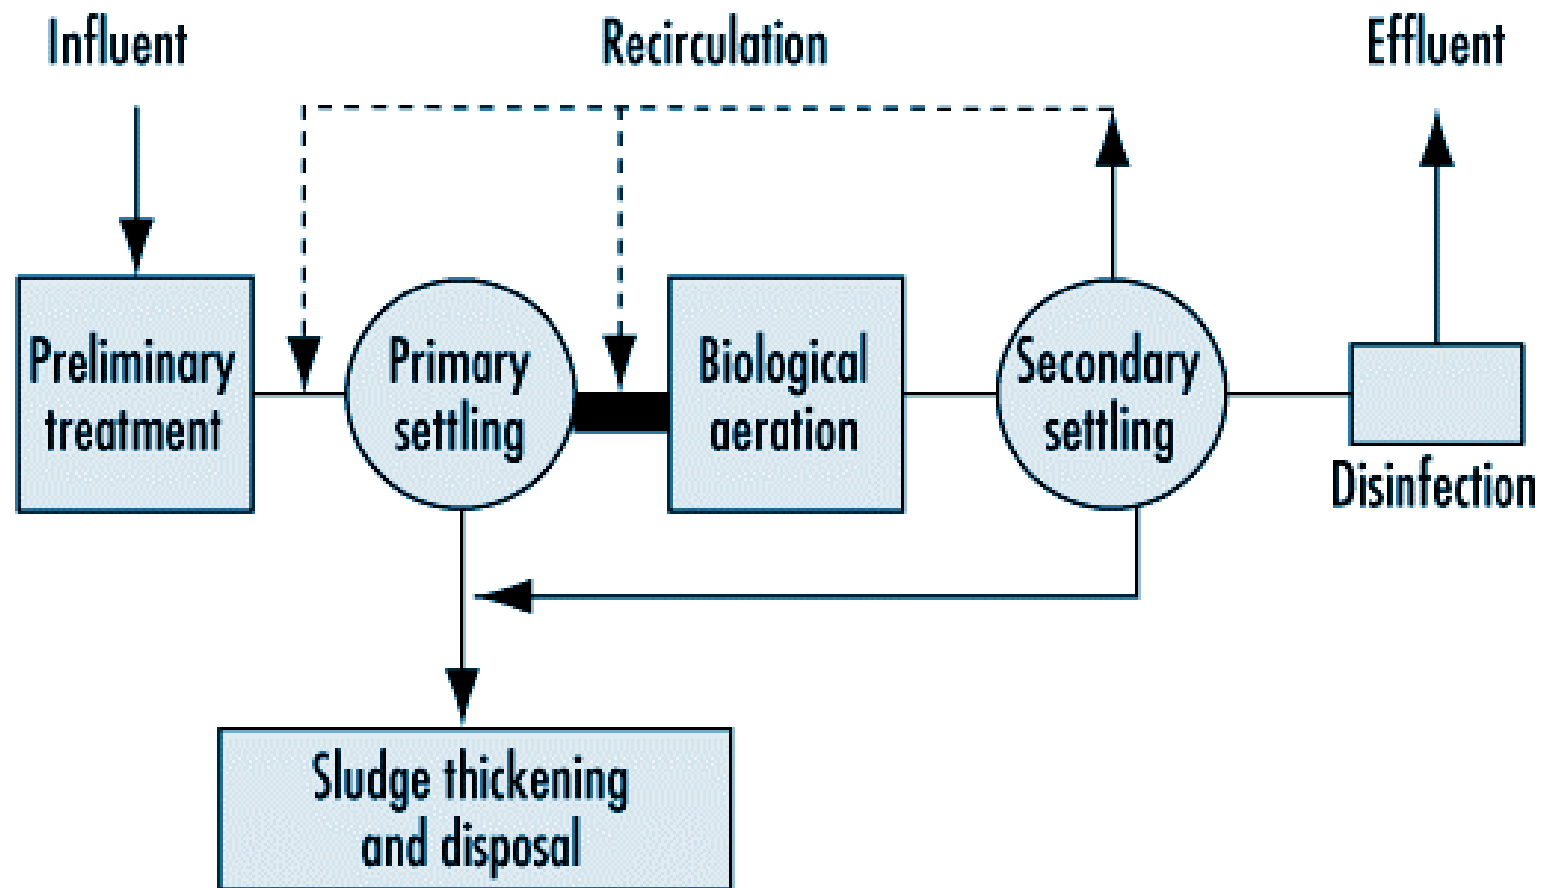 Influent
Recirculation
Effluent
Preliminary
treatment
Primary
settling
Biological
aeration
Secondary
settling
Disinfection
Sludge thickening
and disposal